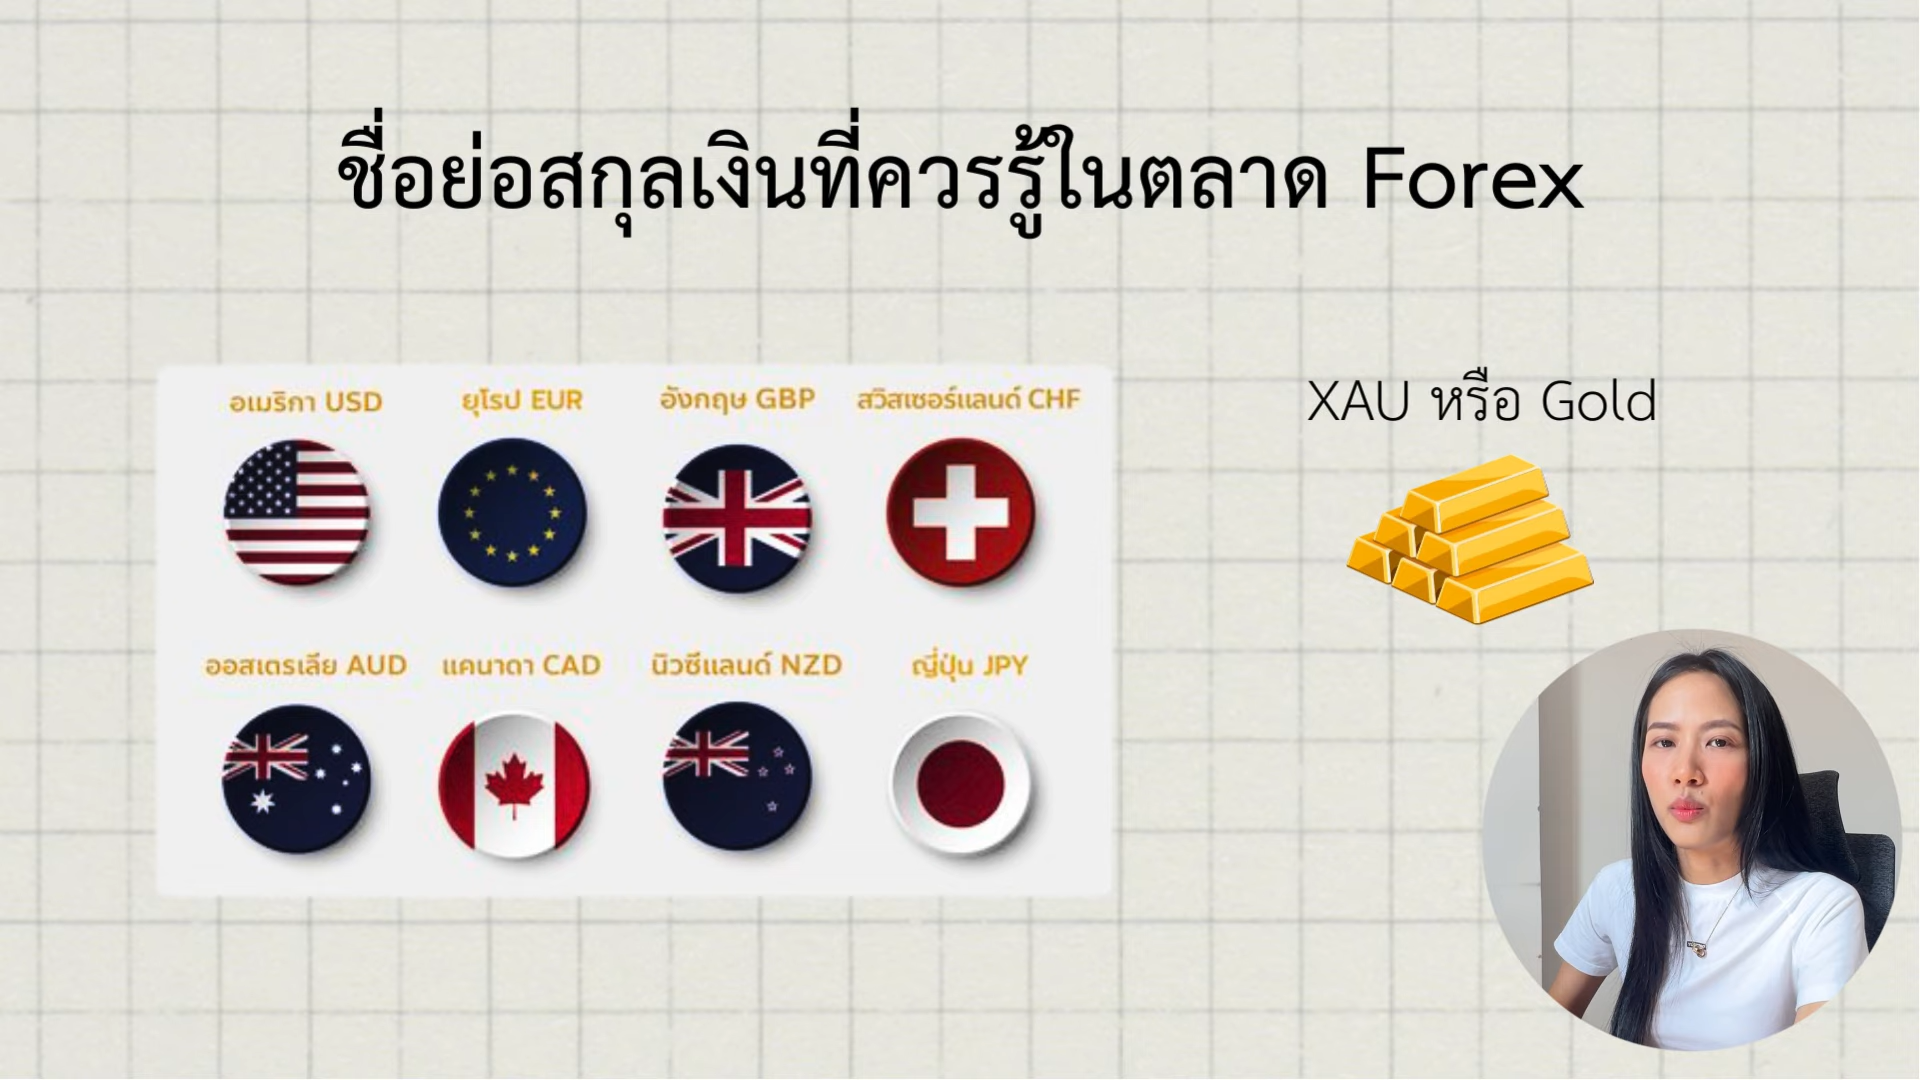 ชื่อย่อสกุลเงินที่ควรรู้ในตลาด Forex
อเมริกา USD
ยุโรป EUR
อังกฤษ GBP
สวิสเซอร์แลนด์ CHF
XAU หรือ Gold
ออสเตรเลีย AUD
แคนาดา CAD
นิวซีแลนด์ NZD
ญี่ปุ่น JPY